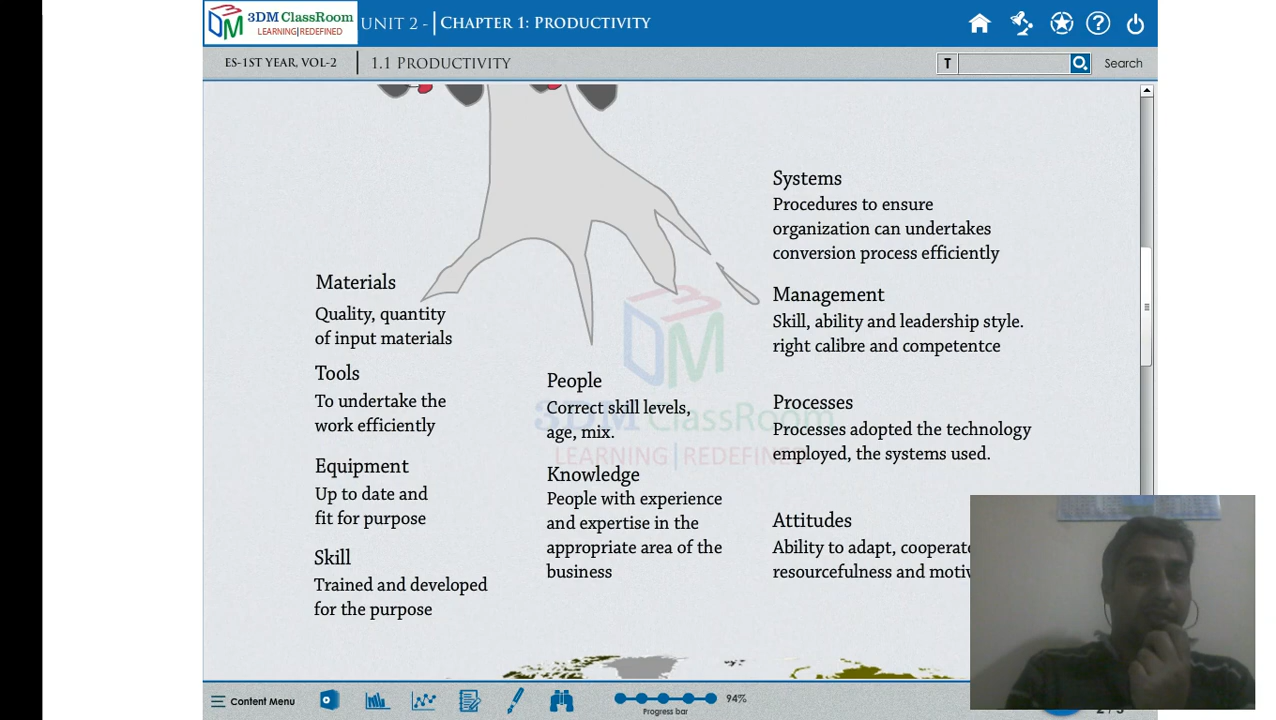 3DM ClassRoom
LEARNING|REDEFINED
UNIT 2 - CHAPTER 1: PRODUCTIVITY
ES-1ST YEAR, VOL-2
1.1 PRODUCTIVITY
T
Search
Materials
Quality, quantity
of input materials
Tools
To undertake the
work efficiently
Equipment
Up to date and
fit for purpose
Skill
Trained and developed
for the purpose
People
Correct skill levels,
age, mix.
Knowledge
People with experience
and expertise in the
appropriate area of the
business
Systems
Procedures to ensure
organization can undertakes
conversion process efficiently
Management
Skill, ability and leadership style.
right calibre and competentce
Processes
Processes adopted the technology
employed, the systems used.
Attitudes
Ability to adapt, cooperate
resourcefulness and
3DM ClassRoom
LEARNING|REDEFINED
Content Menu
Progress bar
94%